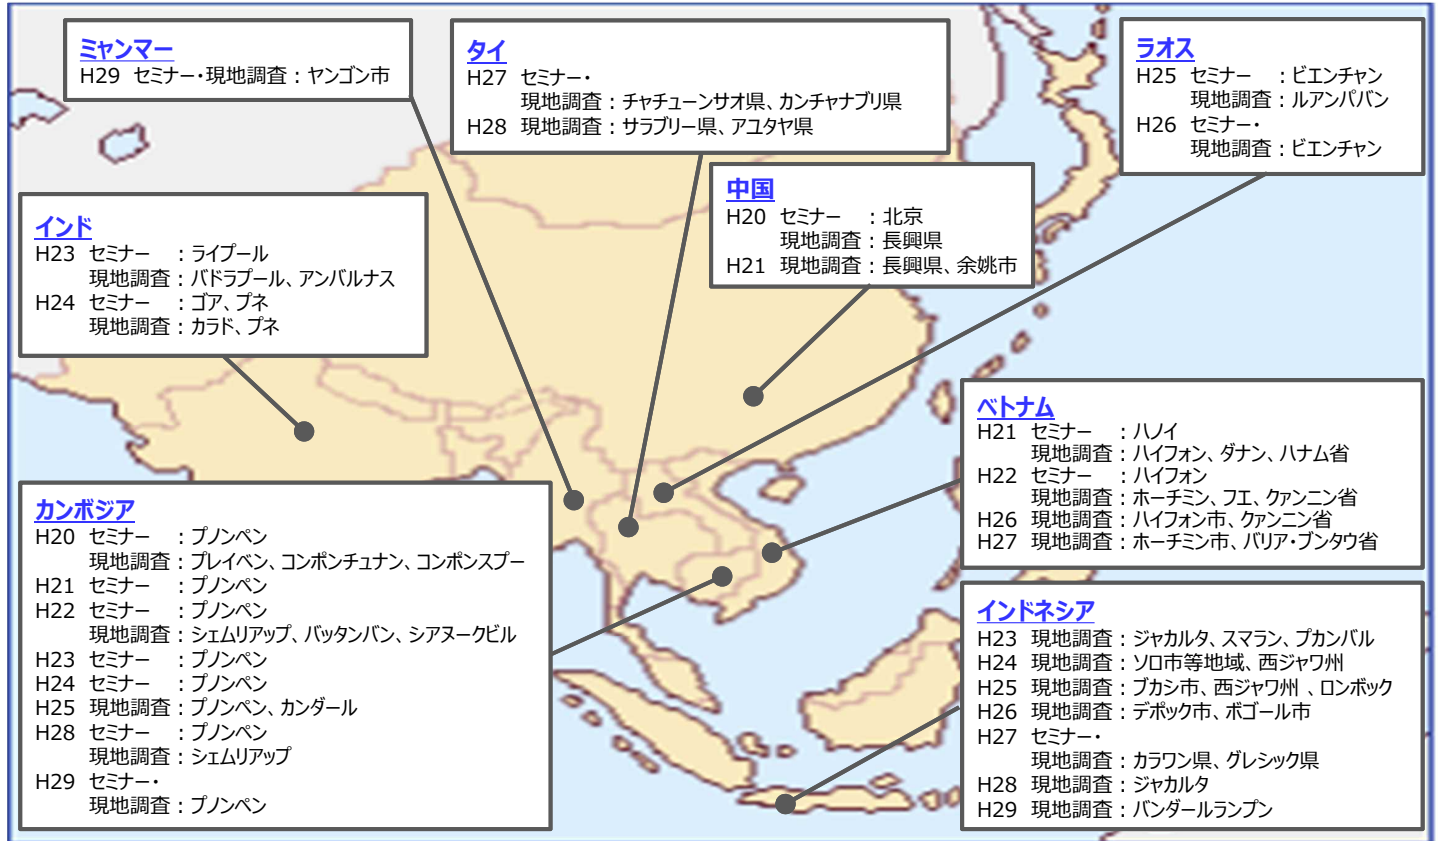 ミャンマー
H29 セミナー・現地調査：ヤンゴン市
タイ
H27 セミナー・
現地調査：チャチューンサオ県、カンチャナブリ県
H28 現地調査：サラブリー県、アユタヤ県
ラオス
H25 セミナー ：ビエンチャン
現地調査：ルアンパバン
H26 セミナー・
現地調査：ビエンチャン
中国
H20 セミナー ：北京
現地調査：長興県
H21 現地調査：長興県、余姚市
インド
H23 セミナー ：ライプール
現地調査：バドラプール、アンバルナス
H24 セミナー ：ゴア、プネ
現地調査：カラド、プネ
ベトナム
H21 セミナー ：ハノイ
現地調査：ハイフォン、ダナン、ハナム省
H22 セミナー ：ハイフォン
現地調査：ホーチミン、フエ、クァンニン省
H26 現地調査：ハイフォン市、クァンニン省
H27 現地調査：ホーチミン市、バリア・ブンタウ省
カンボジア
H20 セミナー ：プノンペン
現地調査：プレイベン、コンポンチュナン、コンポンスプー
H21 セミナー ：プノンペン
H22 セミナー ：プノンペン
現地調査：シェムリアップ、バッタンバン、シアヌークビル
H23 セミナー ：プノンペン
H24 セミナー ：プノンペン
H25 現地調査：プノンペン、カンダール
H28 セミナー ：プノンペン
現地調査：シェムリアップ
H29 セミナー・
現地調査：プノンペン
インドネシア
H23 現地調査：ジャカルタ、スマラン、プカンバル
H24 現地調査：ソロ市等地域、西ジャワ州
H25 現地調査：ブカシ市、西ジャワ州 、ロンボック
H26 現地調査：デポック市、ボゴール市
H27 セミナー・
現地調査：カラワン県、グレシック県
H28 現地調査：ジャカルタ
H29 現地調査：バンダールランプン